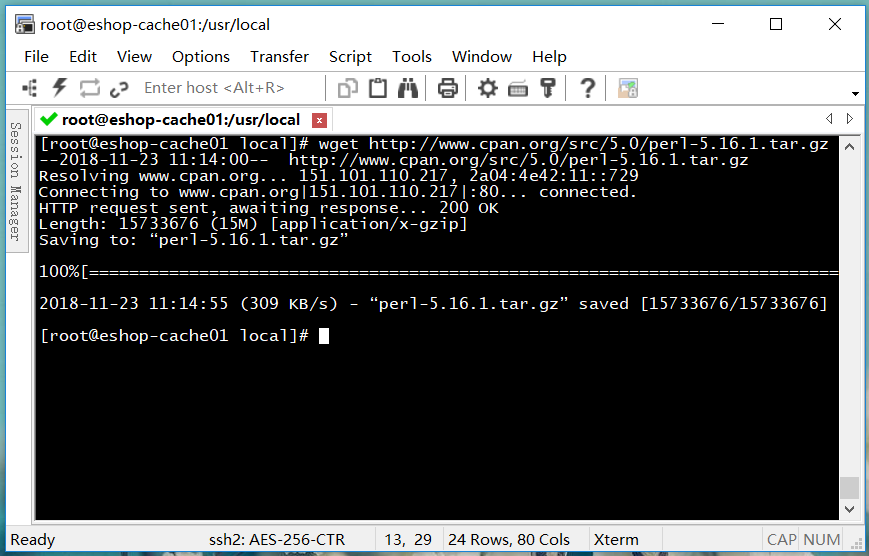 root@eshop-cache01:/usr/local
File Edit View Options Transfer Script Tools Window Help
Enter host <Alt+R>
Session Manager
root@eshop-cache01:/usr/local
[root@eshop-cache01 local]# wget http://www.cpan.org/src/5.0/perl-5.16.1.tar.gz
--2018-11-23 11:14:00--  http://www.cpan.org/src/5.0/perl-5.16.1.tar.gz
Resolving www.cpan.org... 151.101.110.217, 2a04:4e42:11::729
Connecting to www.cpan.org|151.101.110.217|:80... connected.
HTTP request sent, awaiting response... 200 OK
Length: 15733676 (15M) [application/x-gzip]
Saving to: “perl-5.16.1.tar.gz”
100%[===========================================================================
2018-11-23 11:14:55 (309 KB/s) - “perl-5.16.1.tar.gz” saved [15733676/15733676]
[root@eshop-cache01 local]#
Ready ssh2: AES-256-CTR 13, 29 24 Rows, 80 Cols Xterm CAP NUM